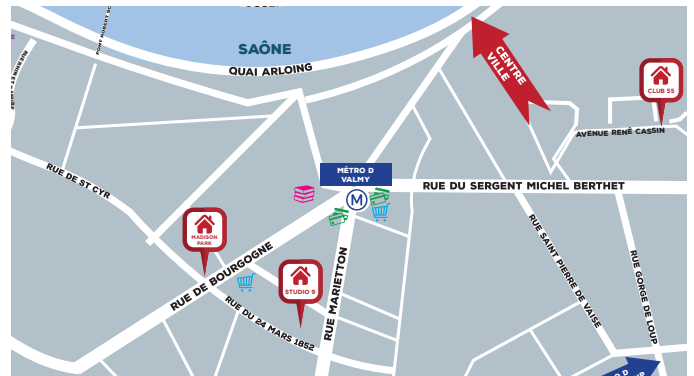 SAÔNE
QUAI ARLOING
CENTRE
VILLE
CLUB 55
AVENUE RENÉ CASSIN
RUE DE ST CYR
MÉTRO D
VALMY
M
RUE DU SERGENT MICHEL BERTHET
MADISON
PARK
RUE DE BOURGOGNE
STUDIO 9
RUE MARIETTON
RUE DU 24 MARS 1852
RUE SAINT PIERRE DE VAISE
RUE GORGE DE LOUP